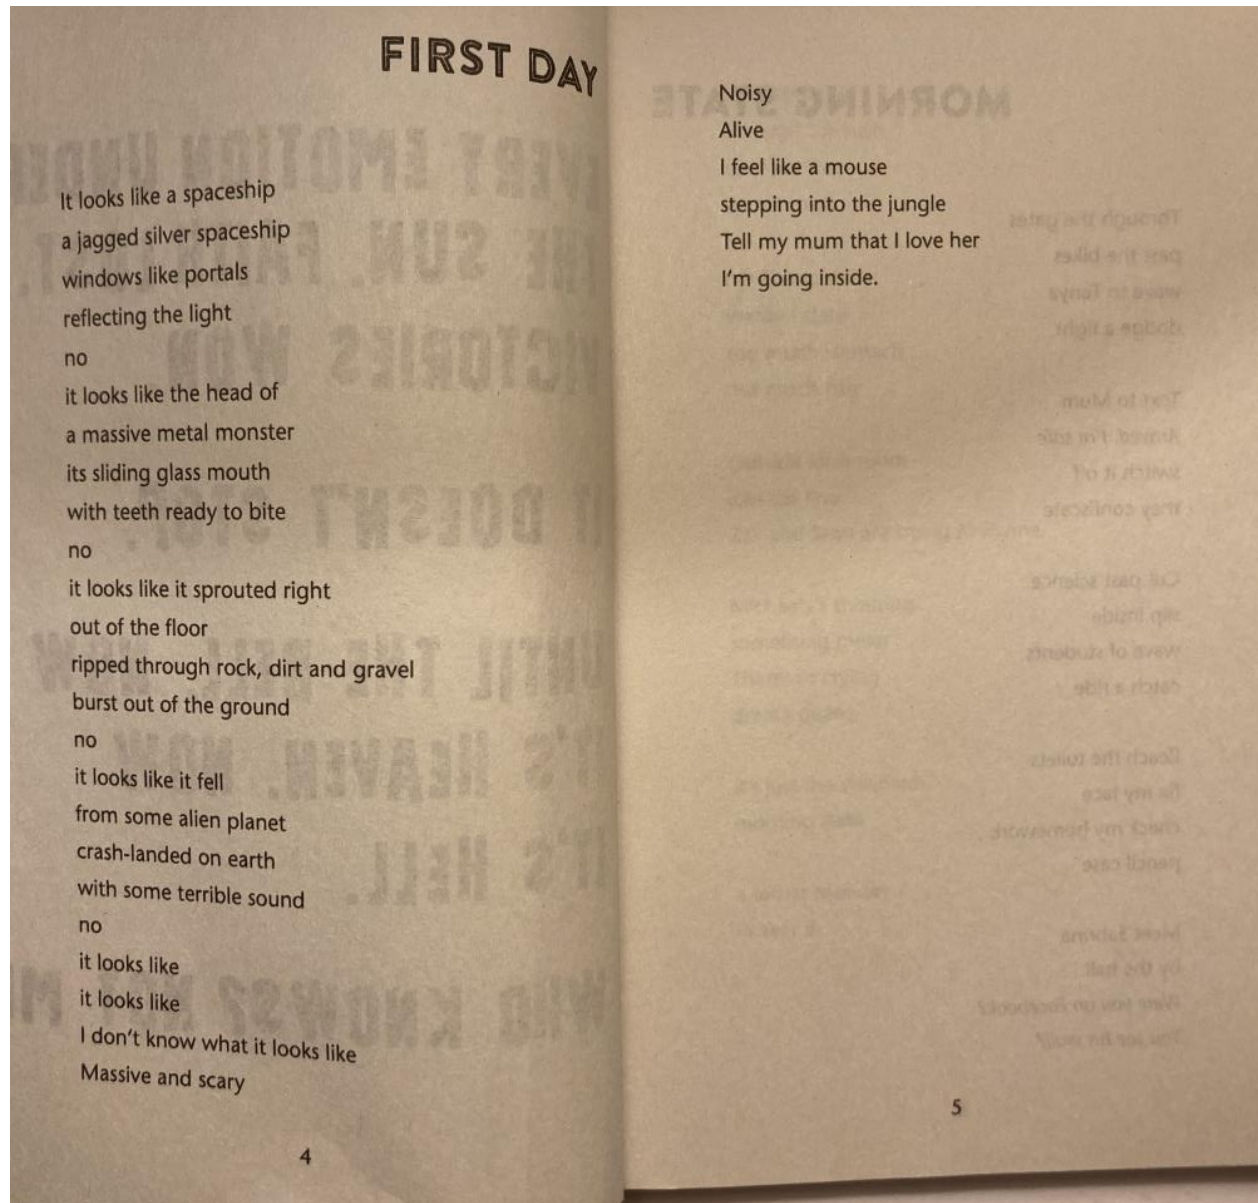 FIRST DAY
It looks like a spaceship
a jagged silver spaceship
windows like portals
reflecting the light
no
it looks like the head of
a massive metal monster
its sliding glass mouth
with teeth ready to bite
no
it looks like it sprouted right
out of the floor
ripped through rock, dirt and gravel
burst out of the ground
no
it looks like it fell
from some alien planet
crash-landed on earth
with some terrible sound
no
it looks like
it looks like
I don't know what it looks like
Massive and scary
4
Noisy
Alive
I feel like a mouse
stepping into the jungle
Tell my mum that I love her
I'm going inside.
5